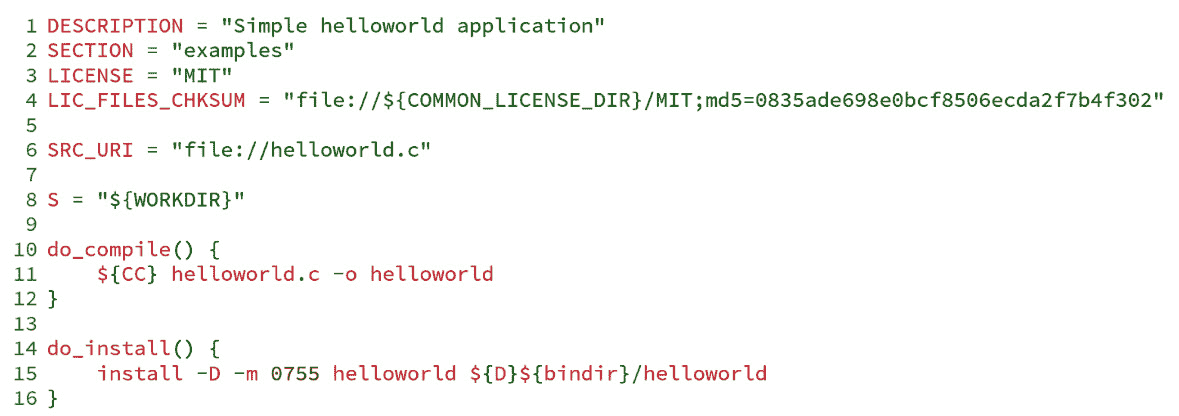 1 DESCRIPTION = "Simple helloworld application"
2 SECTION = "examples"
3 LICENSE = "MIT"
4 LIC_FILES_CHKSUM = "file://${COMMON_LICENSE_DIR}/MIT;md5=0835ade698e0bcf8506ecda2f7b4f302"
5
6 SRC_URI = "file://helloworld.c"
7
8 S = "${WORKDIR}"
9
10 do_compile() {
11     ${CC} helloworld.c -o helloworld
12 }
13
14 do_install() {
15     install -D -m 0755 helloworld ${D}${bindir}/helloworld
16 }